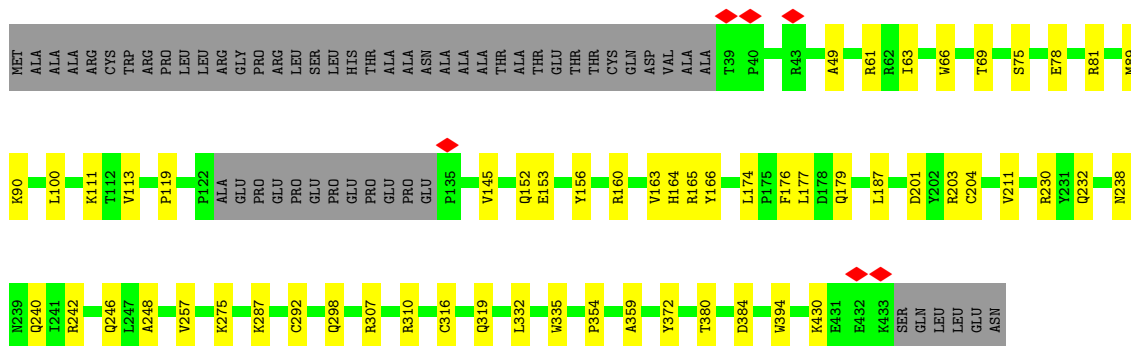 MET ALA ALA ALA ALA ARG CYS TRP ARG PRO LEU LEU ARG GLY PRO ARG LEU SER LEU HIS THR ALA ALA ASN ALA ALA ALA THR ALA THR GLU THR THR CYS GLN ASP VAL ALA ALA T39 P40 R43 A49 R61 R62 I63 W66 T69 S75 E78 R81 M89
K90 L100 K111 T112 V113 P119 P122 ALA GLU PRO GLU PRO GLU PRO GLU PRO GLU PRO GLU P135 V145 Q152 E153 Y156 R160 V163 H164 R165 Y166 L174 P175 F176 L177 D178 Q179 L187 D201 Y202 R203 C204 V211 R230 Y231 Q232 N238
N239 Q240 I241 R242 Q246 L247 A248 V257 K275 K287 C292 Q298 R307 R310 C316 Q319 L332 W335 P354 A359 Y372 T380 D384 W394 K430 E431 E432 K433 SER GLN LEU LEU GLU ASN